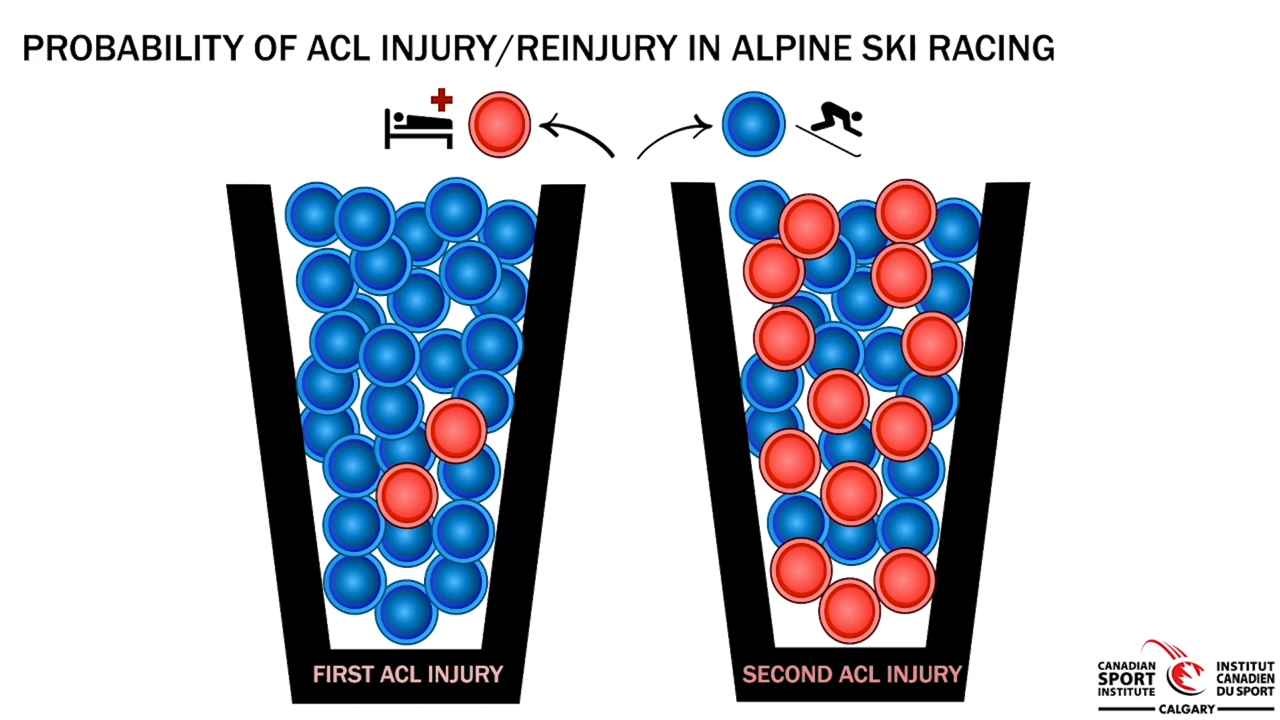 PROBABILITY OF ACL INJURY/REINJURY IN ALPINE SKI RACING
FIRST ACL INJURY
SECOND ACL INJURY
CANADIAN
SPORT
INSTITUTE
INSTITUT
CANADIEN
DU SPORT
CALGARY